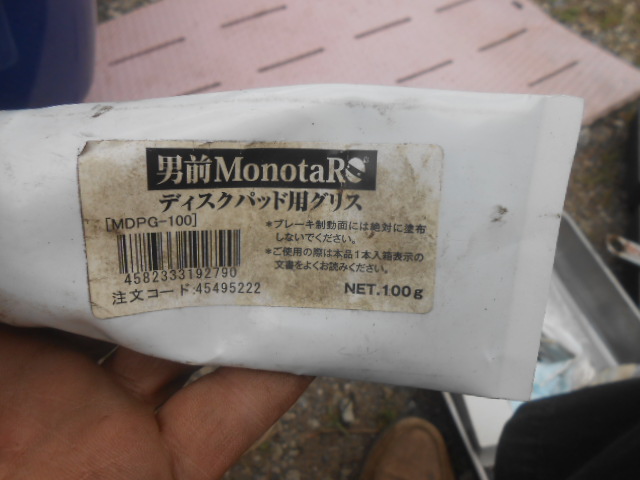 男前MonotaRO
ディスクパッド用グリス
[MDPG-100]
*ブレーキ制動面には絶対に塗布
しないでください。
*ご使用の際は本品1本入箱表示の
文書をよくお読みください。
4582333192790
注文コード:45495222
NET.100g